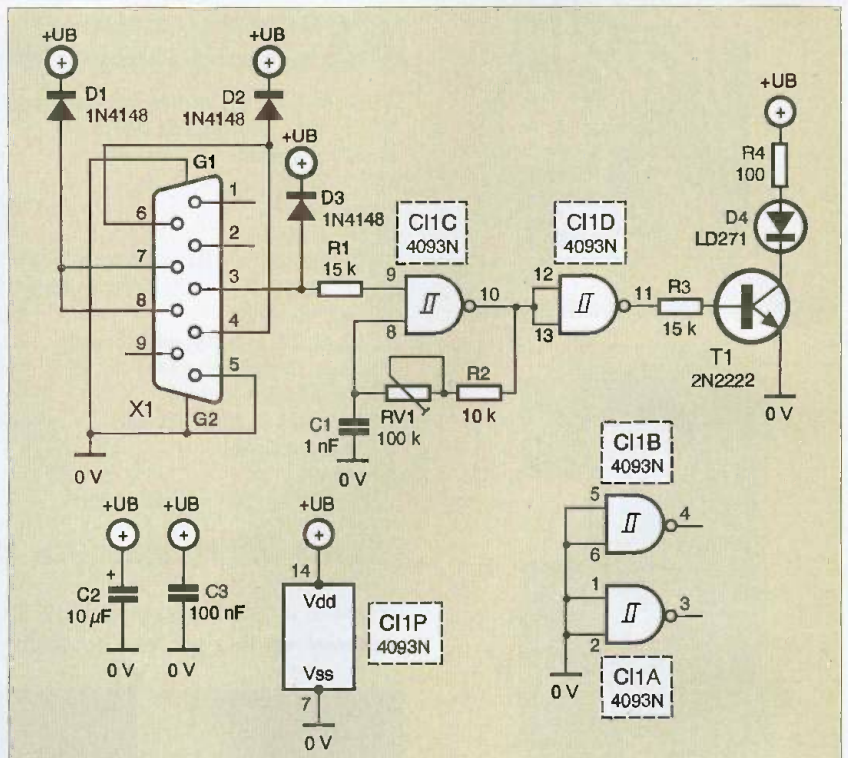 +UB
D1
1N4148
+UB
D2
1N4148
+UB
D3
1N4148
G1
1
6
2
7
3
8
4
9
5
X1
G2
0 V
R1
15 k
CI1C
4093N
9
8
10
C1
1 nF
0 V
RV1
100 k
R2
10 k
CI1D
4093N
12
13
11
R3
15 k
+UB
R4
100
D4
LD271
T1
2N2222
0 V
+UB
+
C2
10 µF
0 V
+UB
C3
100 nF
0 V
+UB
14
Vdd
Vss
7
0 V
CI1P
4093N
CI1B
4093N
5
6
4
1
2
3
0 V
CI1A
4093N